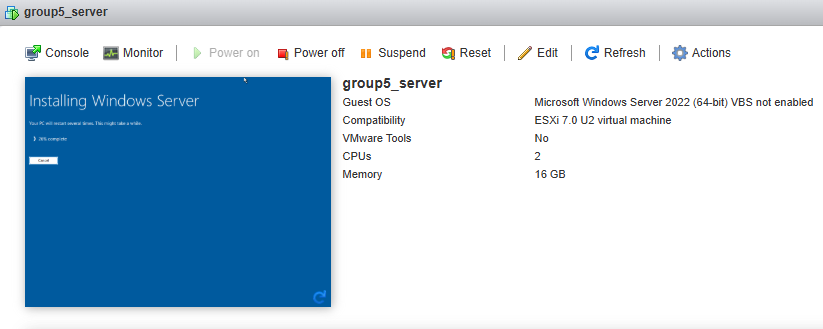 group5_server
Console Monitor Power on Power off Suspend Reset Edit Refresh Actions
Installing Windows Server
Your PC will restart several times. This might take a while.
28% complete
Cancel
group5_server
Guest OS Microsoft Windows Server 2022 (64-bit) VBS not enabled
Compatibility ESXi 7.0 U2 virtual machine
VMware Tools No
CPUs 2
Memory 16 GB